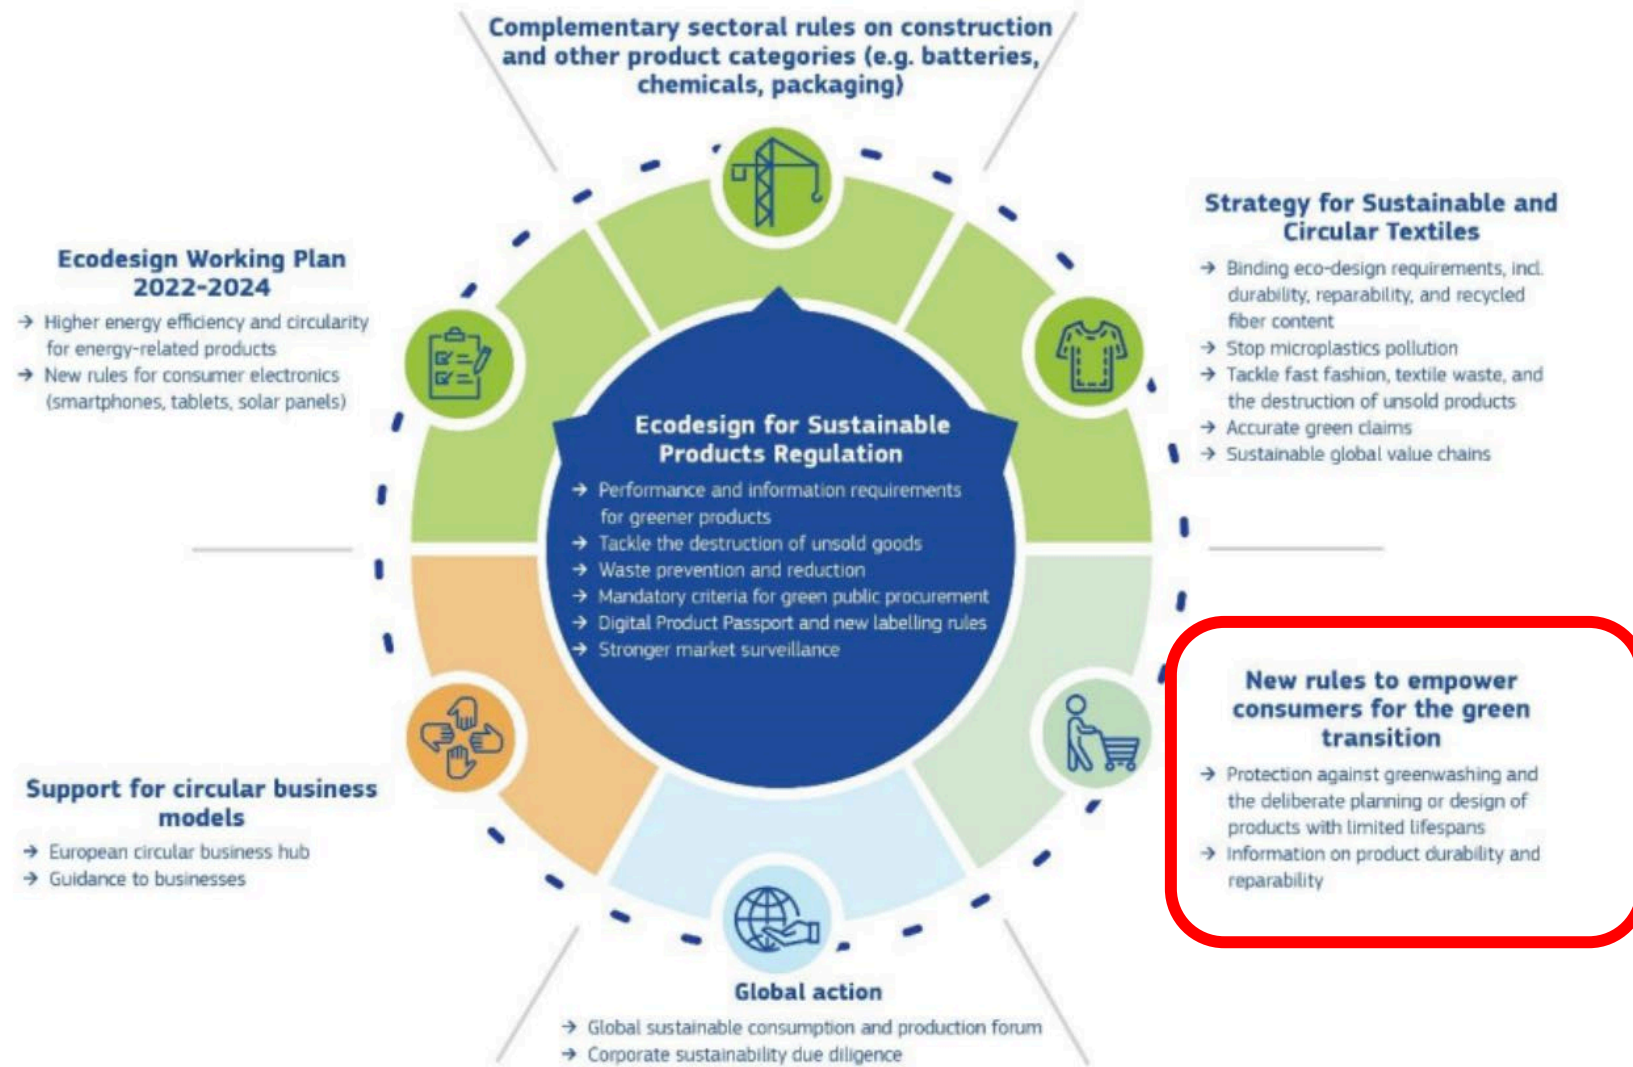 Complementary sectoral rules on construction
and other product categories (e.g. batteries,
chemicals, packaging)
Ecodesign Working Plan
2022-2024
→ Higher energy efficiency and circularity
for energy-related products
→ New rules for consumer electronics
(smartphones, tablets, solar panels)
Strategy for Sustainable and
Circular Textiles
→ Binding eco-design requirements, incl.
durability, reparability, and recycled
fiber content
→ Stop microplastics pollution
→ Tackle fast fashion, textile waste, and
the destruction of unsold products
→ Accurate green claims
→ Sustainable global value chains
Ecodesign for Sustainable
Products Regulation
→ Performance and information requirements
for greener products
→ Tackle the destruction of unsold goods
→ Waste prevention and reduction
→ Mandatory criteria for green public procurement
→ Digital Product Passport and new labelling rules
→ Stronger market surveillance
Support for circular business
models
→ European circular business hub
→ Guidance to businesses
New rules to empower
consumers for the green
transition
→ Protection against greenwashing and
the deliberate planning or design of
products with limited lifespans
→ Information on product durability and
reparability
Global action
→ Global sustainable consumption and production forum
→ Corporate sustainability due diligence